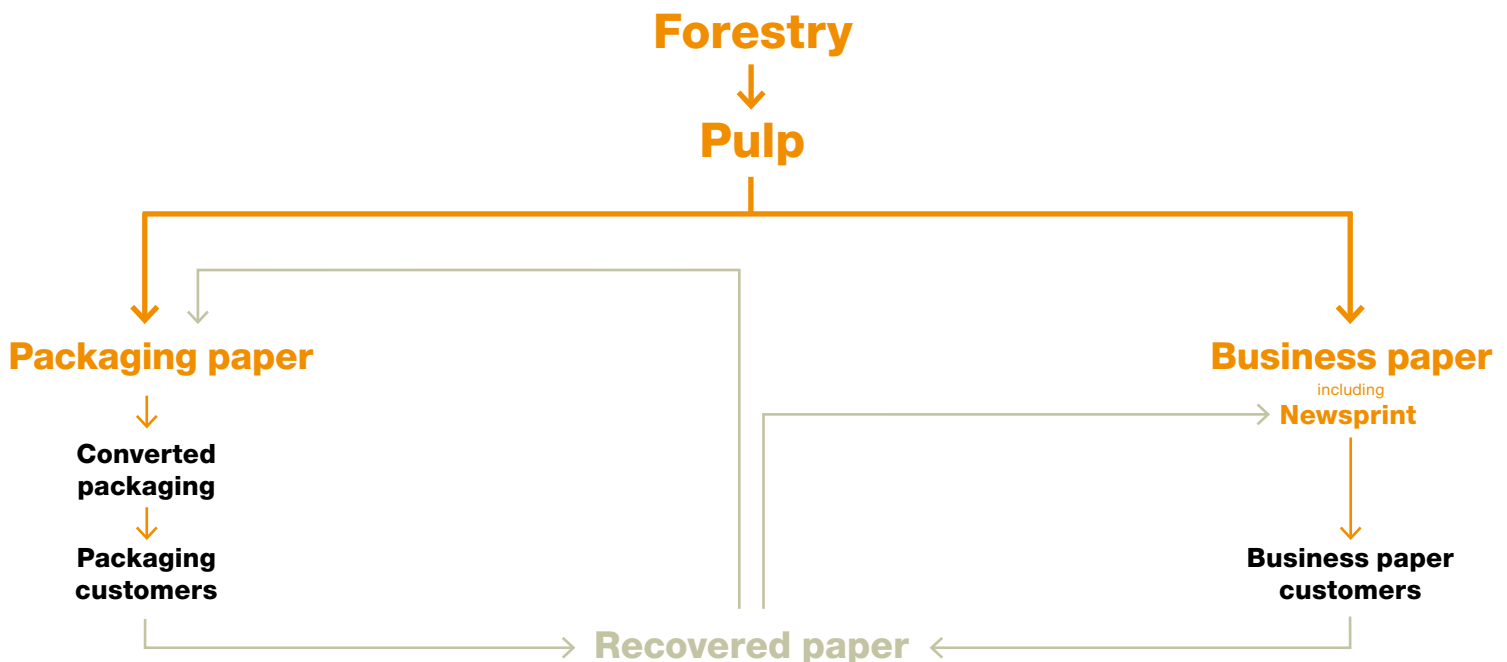 Forestry
Pulp
Packaging paper
Business paper
including
Newsprint
Converted
packaging
Packaging
customers
Business paper
customers
Recovered paper